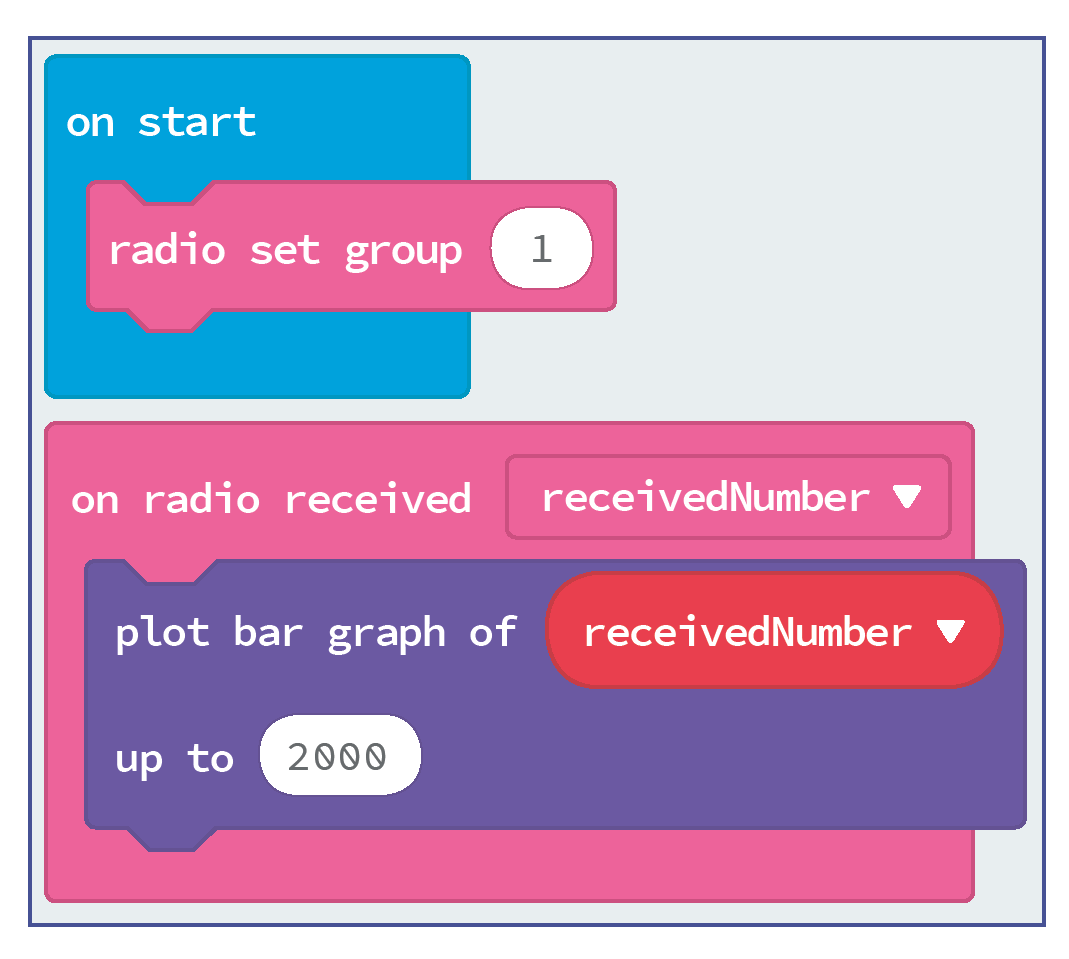 on start
radio set group 1
on radio received receivedNumber
plot bar graph of receivedNumber
up to 2000